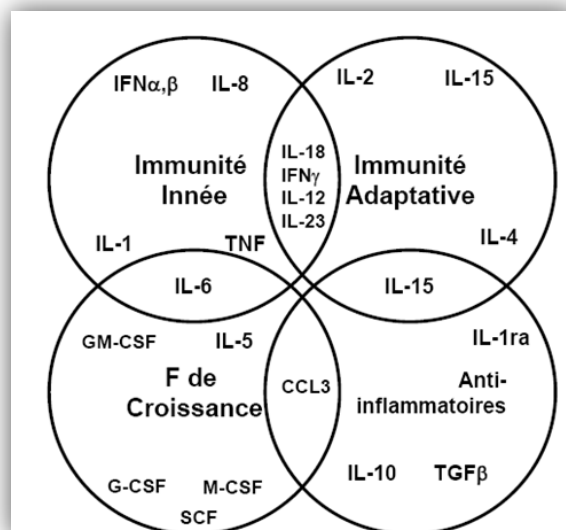 IFNα,β IL-8
IL-2 IL-15
IL-18
IFNγ
IL-12
IL-23
Immunité
Innée
Immunité
Adaptative
IL-1 TNF
IL-4
IL-6
IL-15
GM-CSF IL-5
IL-1ra
F de
Croissance
CCL3
Anti-
inflammatoires
G-CSF M-CSF
SCF
IL-10 TGFβ